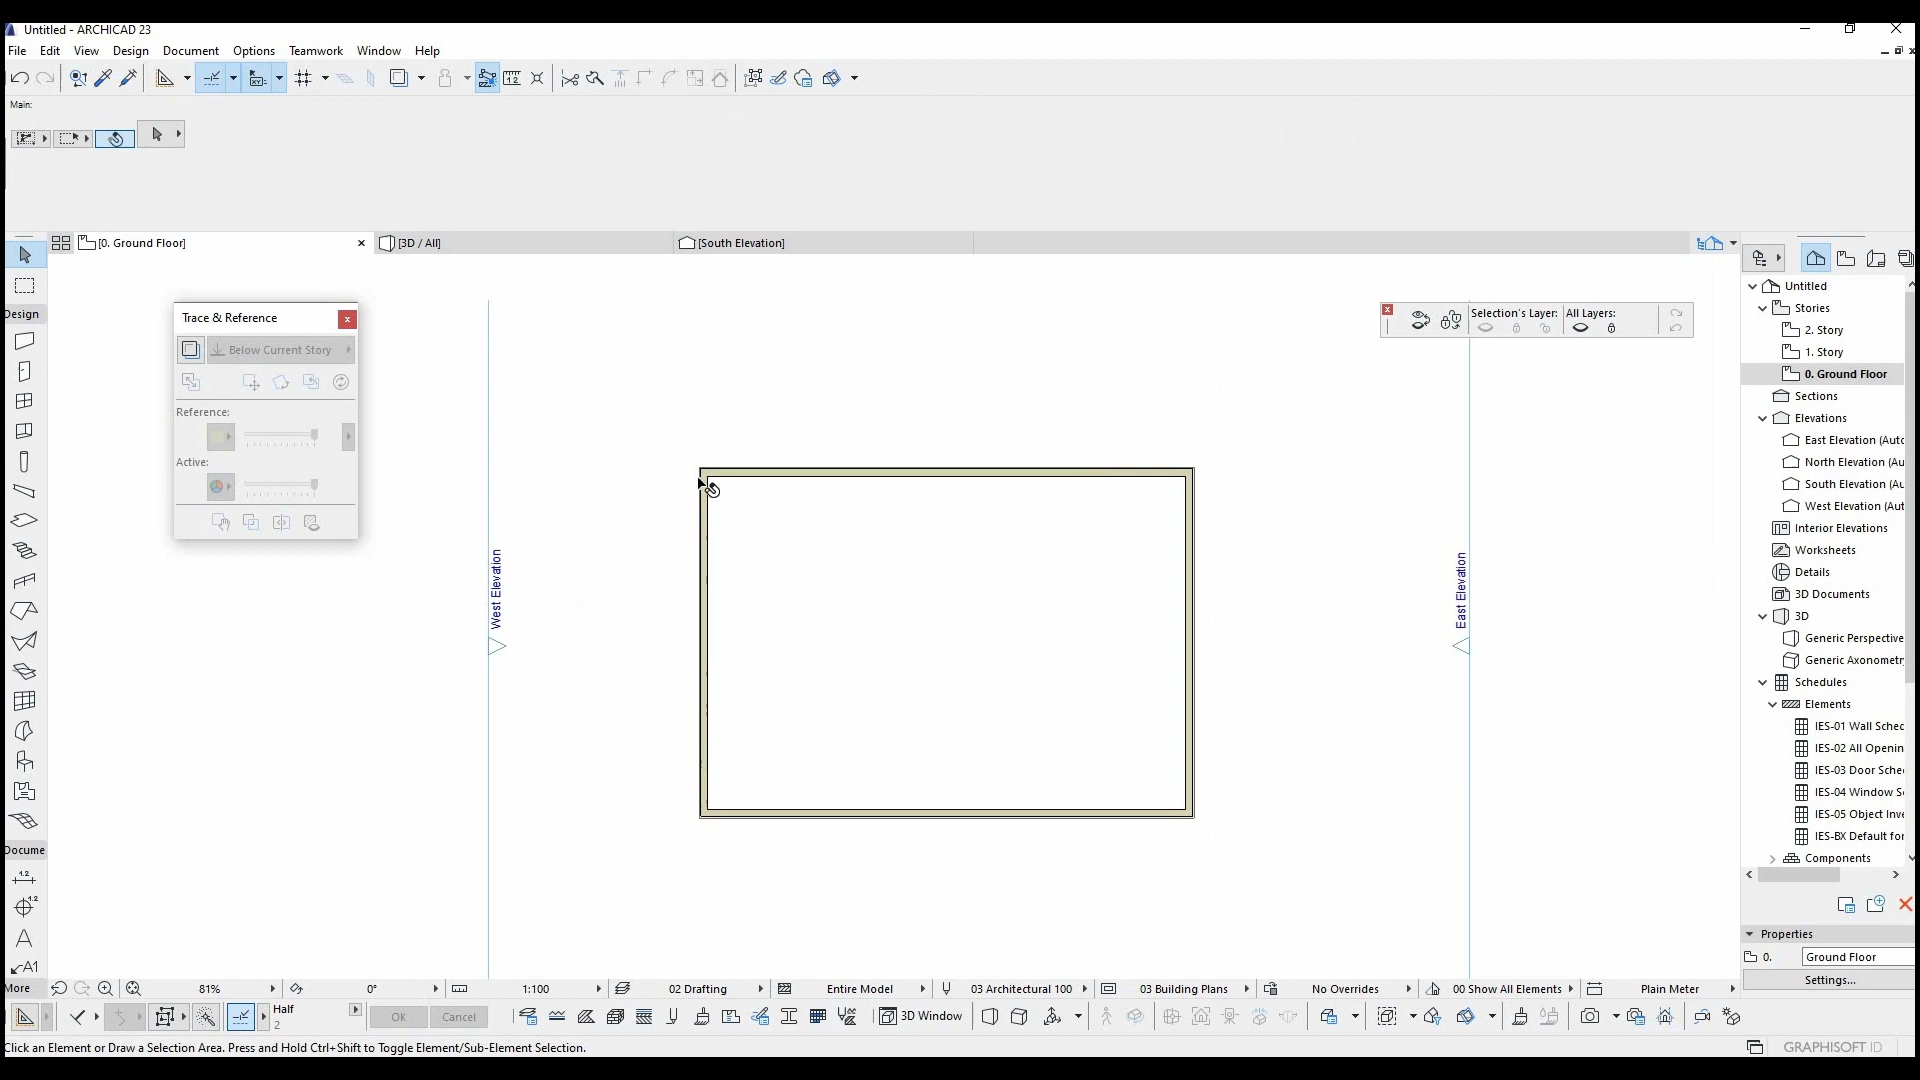 Untitled - ARCHICAD 23
File Edit View Design Document Options Teamwork Window Help
Main:
[0. Ground Floor]
[3D / All]
[South Elevation]
Design
Trace & Reference
Below Current Story
Reference:
Active:
West Elevation
East Elevation
Selection's Layer: All Layers:
Untitled
Stories
2. Story
1. Story
0. Ground Floor
Sections
Elevations
East Elevation (Auto
North Elevation (Au
South Elevation (Au
West Elevation (Aut
Interior Elevations
Worksheets
Details
3D Documents
3D
Generic Perspective
Generic Axonometr
Schedules
Elements
IES-01 Wall Sched
IES-02 All Openin
IES-03 Door Sche
IES-04 Window S
IES-05 Object Inve
IES-BX Default for
Components
Properties
0. Ground Floor
Settings...
Docume
1.2
1.2
A
A1
More
81% 0° 1:100 02 Drafting Entire Model 03 Architectural 100 03 Building Plans No Overrides 00 Show All Elements Plain Meter
Half
2
OK Cancel
3D Window
Click an Element or Draw a Selection Area. Press and Hold Ctrl+Shift to Toggle Element/Sub-Element Selection.
GRAPHISOFT ID